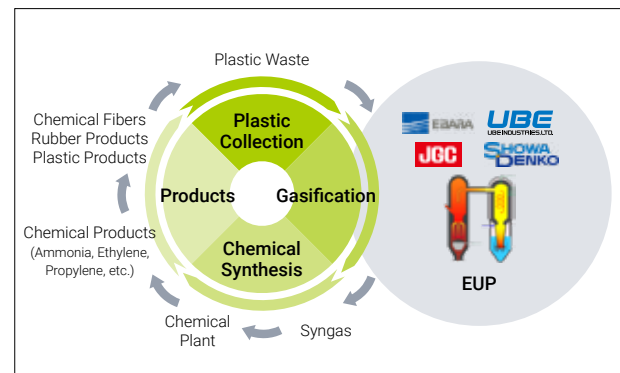 Plastic Waste
Plastic
Collection
Gasification
Chemical
Synthesis
Products
Chemical Fibers
Rubber Products
Plastic Products
Chemical Products
(Ammonia, Ethylene,
Propylene, etc.)
Chemical
Plant
Syngas
EBARA
UBE
UBE INDUSTRIES,LTD.
JGC
SHOWA
DENKO
EUP